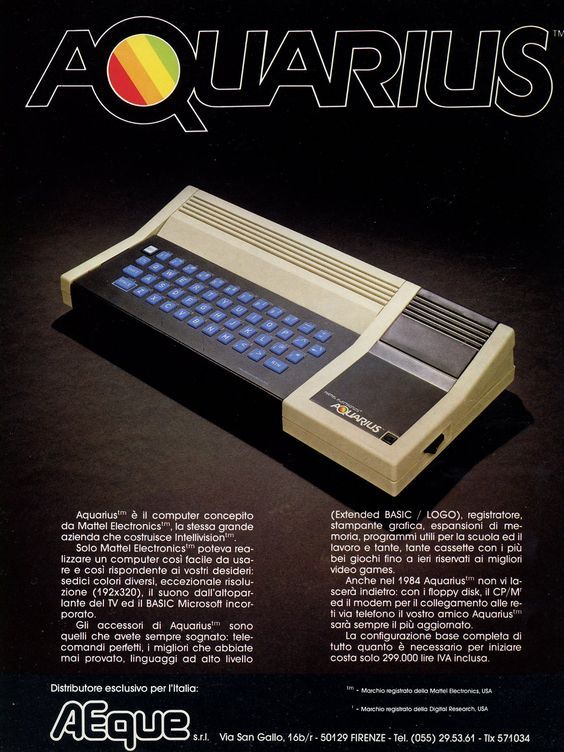 AQUARIUS™
mattel electronics
AQUARIUS
Aquarius™ è il computer concepito
da Mattel Electronics™, la stessa grande
azienda che costruisce Intellivision™.
Solo Mattel Electronics™ poteva rea-
lizzare un computer così facile da usa-
re e così rispondente ai vostri desideri:
sedici colori diversi, eccezionale risolu-
zione (192x320), il suono dall'altopar-
lante del TV ed il BASIC Microsoft incor-
porato.
Gli accessori di Aquarius™ sono
quelli che avete sempre sognato: tele-
comandi perfetti, i migliori che abbiate
mai provato, linguaggi ad alto livello
(Extended BASIC / LOGO), registratore,
stampante grafica, espansioni di me-
moria, programmi utili per la scuola ed il
lavoro e tante, tante cassette con i più
bei giochi fino a ieri riservati ai migliori
video games.
Anche nel 1984 Aquarius™ non vi la-
scerà indietro: con i floppy disk, il CP/M'
ed il modem per il collegamento alle re-
ti via telefono il vostro amico Aquarius™
sarà sempre il più aggiornato.
La configurazione base completa di
tutto quanto è necessario per iniziare
costa solo 299.000 lire IVA inclusa.
Distributore esclusivo per l'Italia:
AEque s.r.l. Via San Gallo, 16b/r - 50129 FIRENZE - Tel. (055) 29.53.61 - Tlx 571034
™ - Marchio registrato della Mattel Electronics, USA
' - Marchio registrato della Digital Research, USA